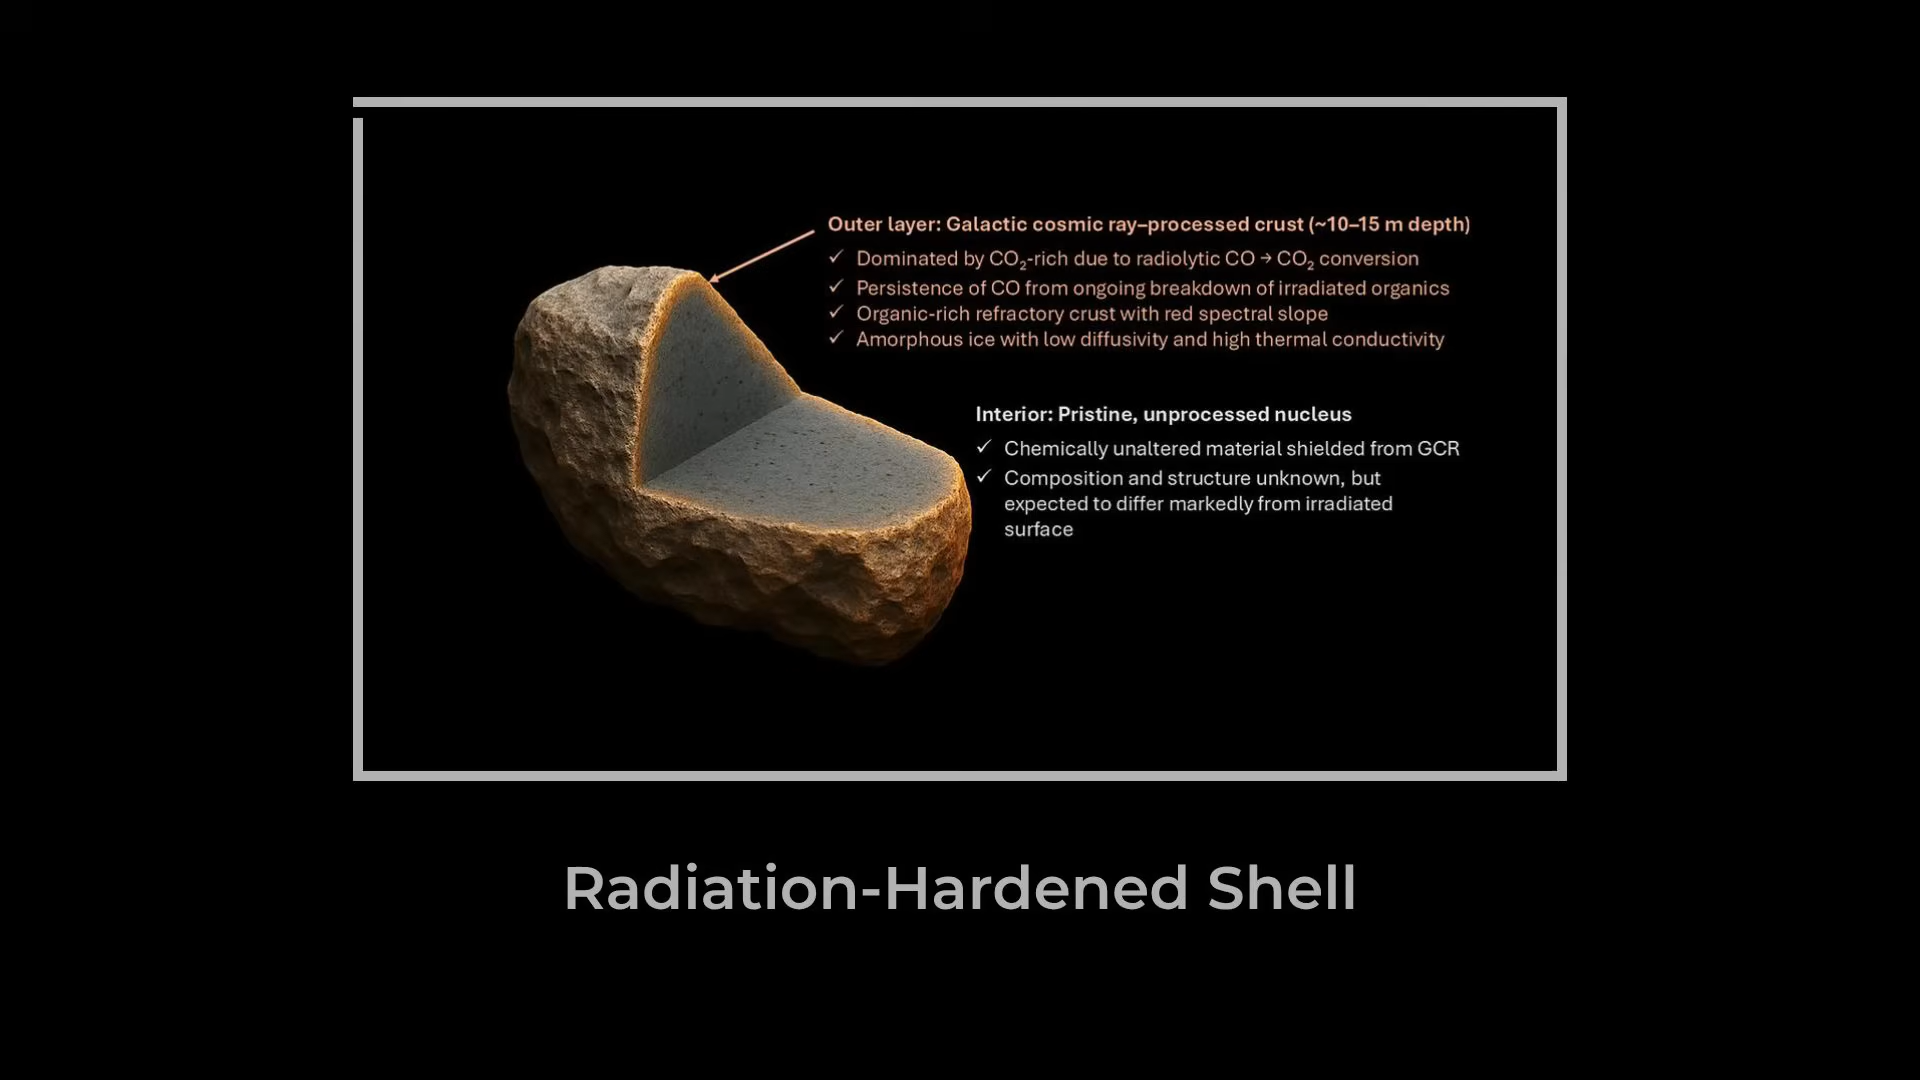 Outer layer: Galactic cosmic ray–processed crust (~10–15 m depth)
✓ Dominated by CO₂-rich due to radiolytic CO → CO₂ conversion
✓ Persistence of CO from ongoing breakdown of irradiated organics
✓ Organic-rich refractory crust with red spectral slope
✓ Amorphous ice with low diffusivity and high thermal conductivity
Interior: Pristine, unprocessed nucleus
✓ Chemically unaltered material shielded from GCR
✓ Composition and structure unknown, but
expected to differ markedly from irradiated
surface
Radiation-Hardened Shell